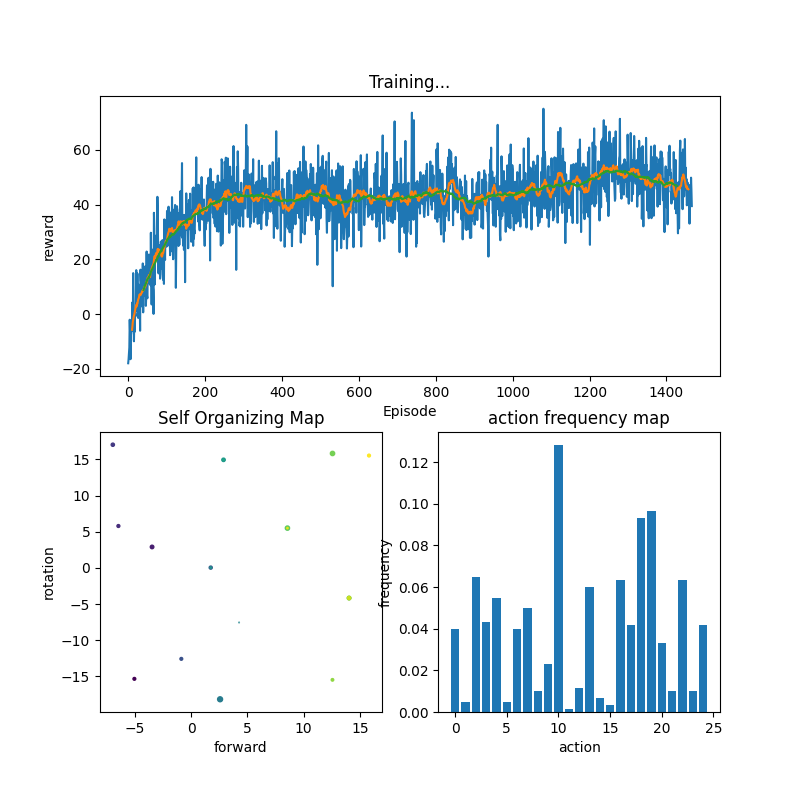 Training...
reward
60
40
20
0
−20
0 200 400 600 800 1000 1200 1400
Episode
Self Organizing Map
rotation
15
10
5
0
−5
−10
−15
−5 0 5 10 15
forward
action frequency map
frequency
0.12
0.10
0.08
0.06
0.04
0.02
0.00
0 5 10 15 20 25
action